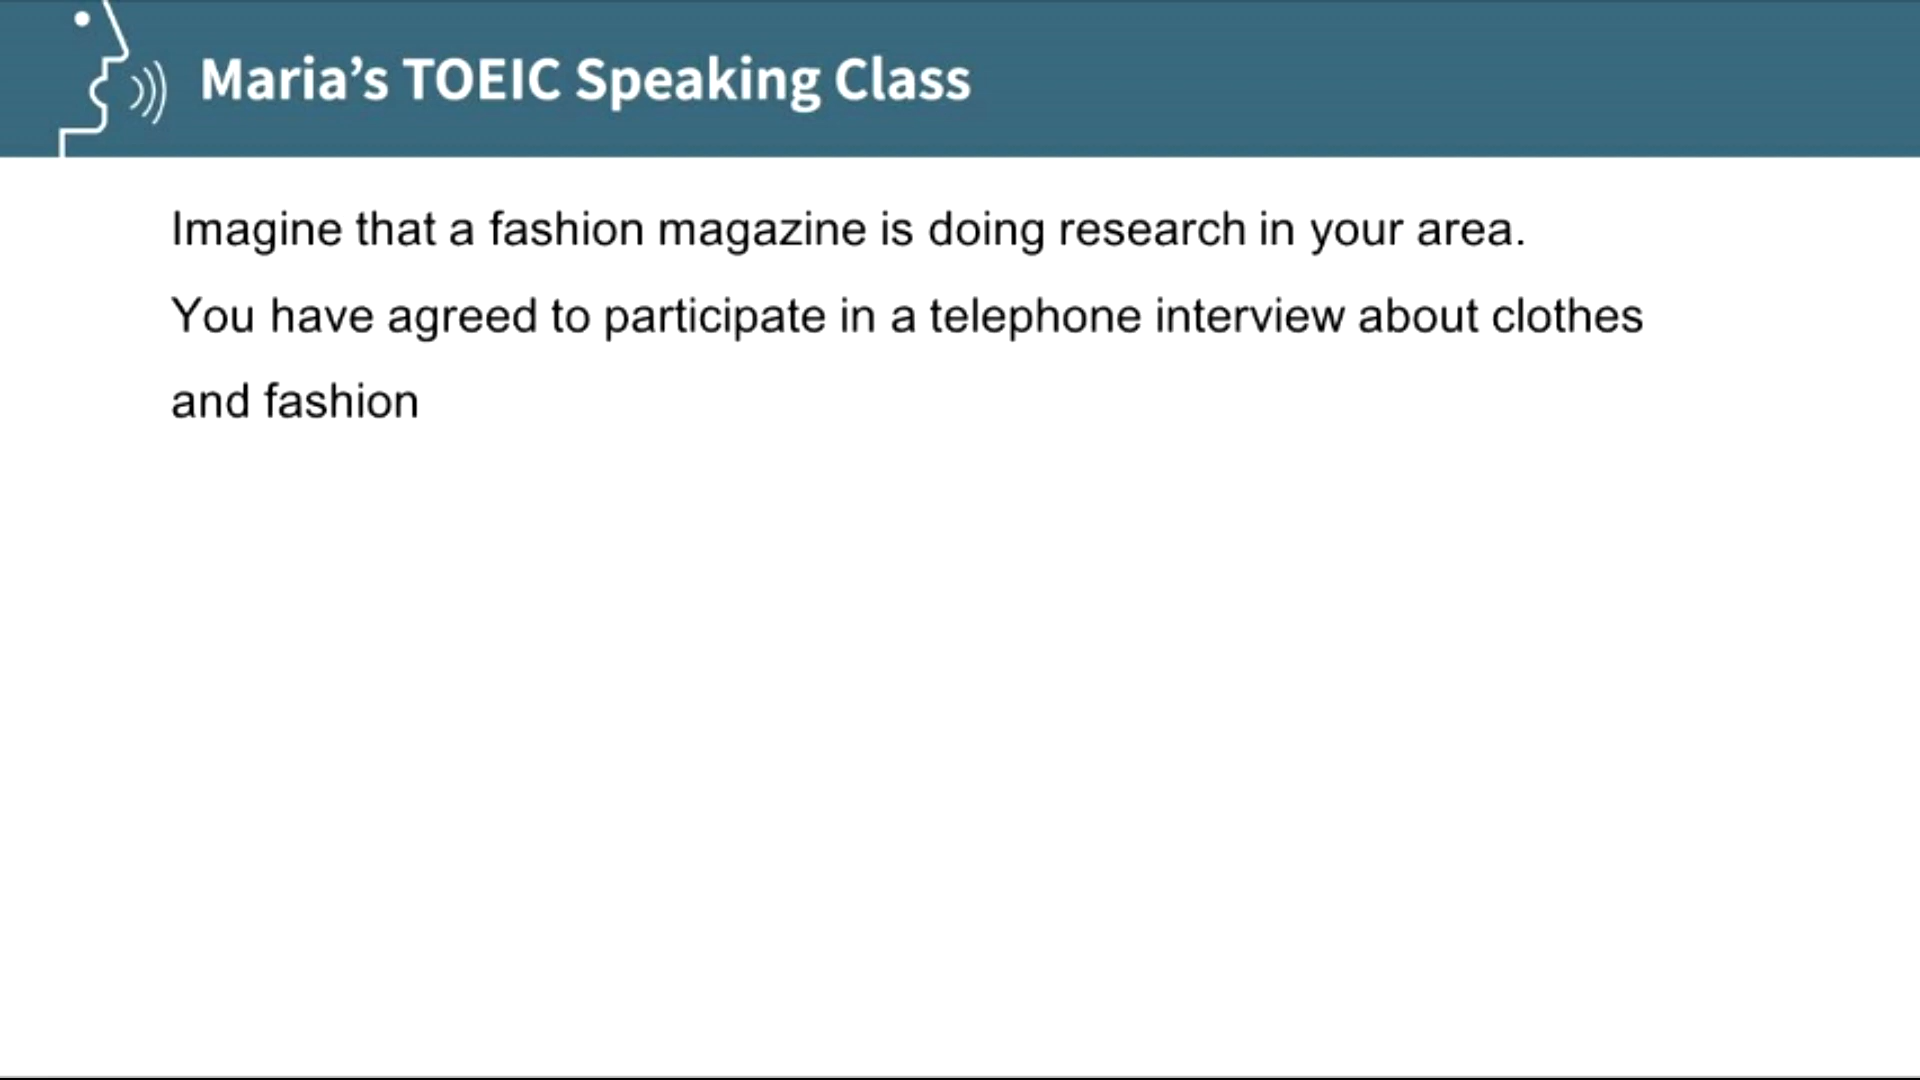 Maria’s TOEIC Speaking Class
Imagine that a fashion magazine is doing research in your area.
You have agreed to participate in a telephone interview about clothes
and fashion